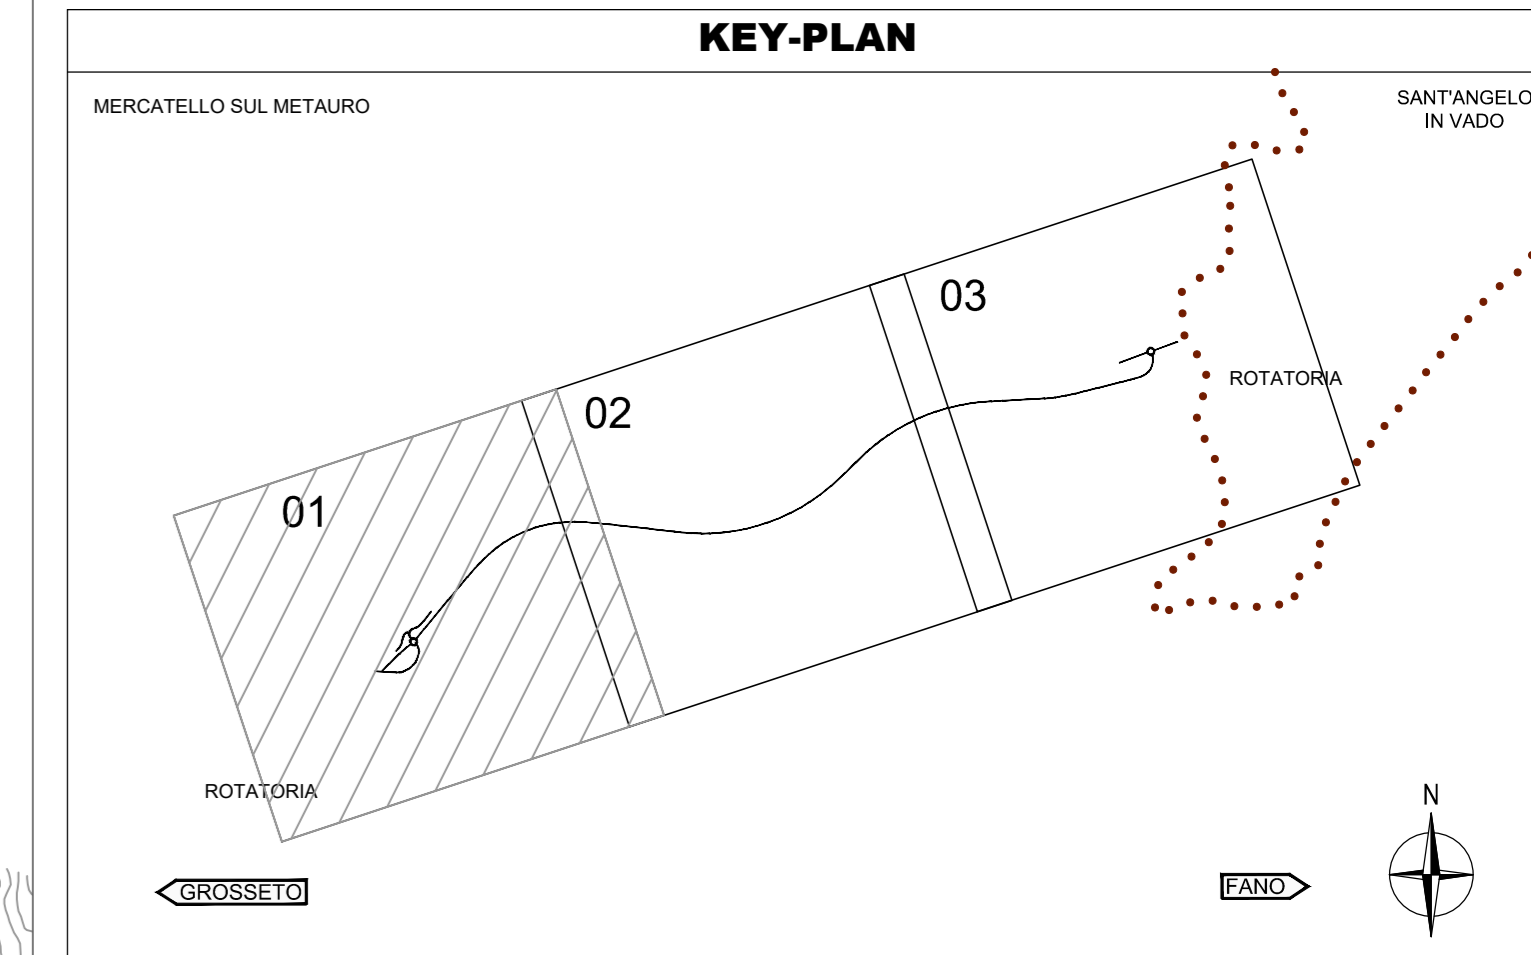 KEY-PLAN
MERCATELLO SUL METAURO
SANT'ANGELO
IN VADO
03
ROTATORIA
02
01
ROTATORIA
N
GROSSETO
FANO